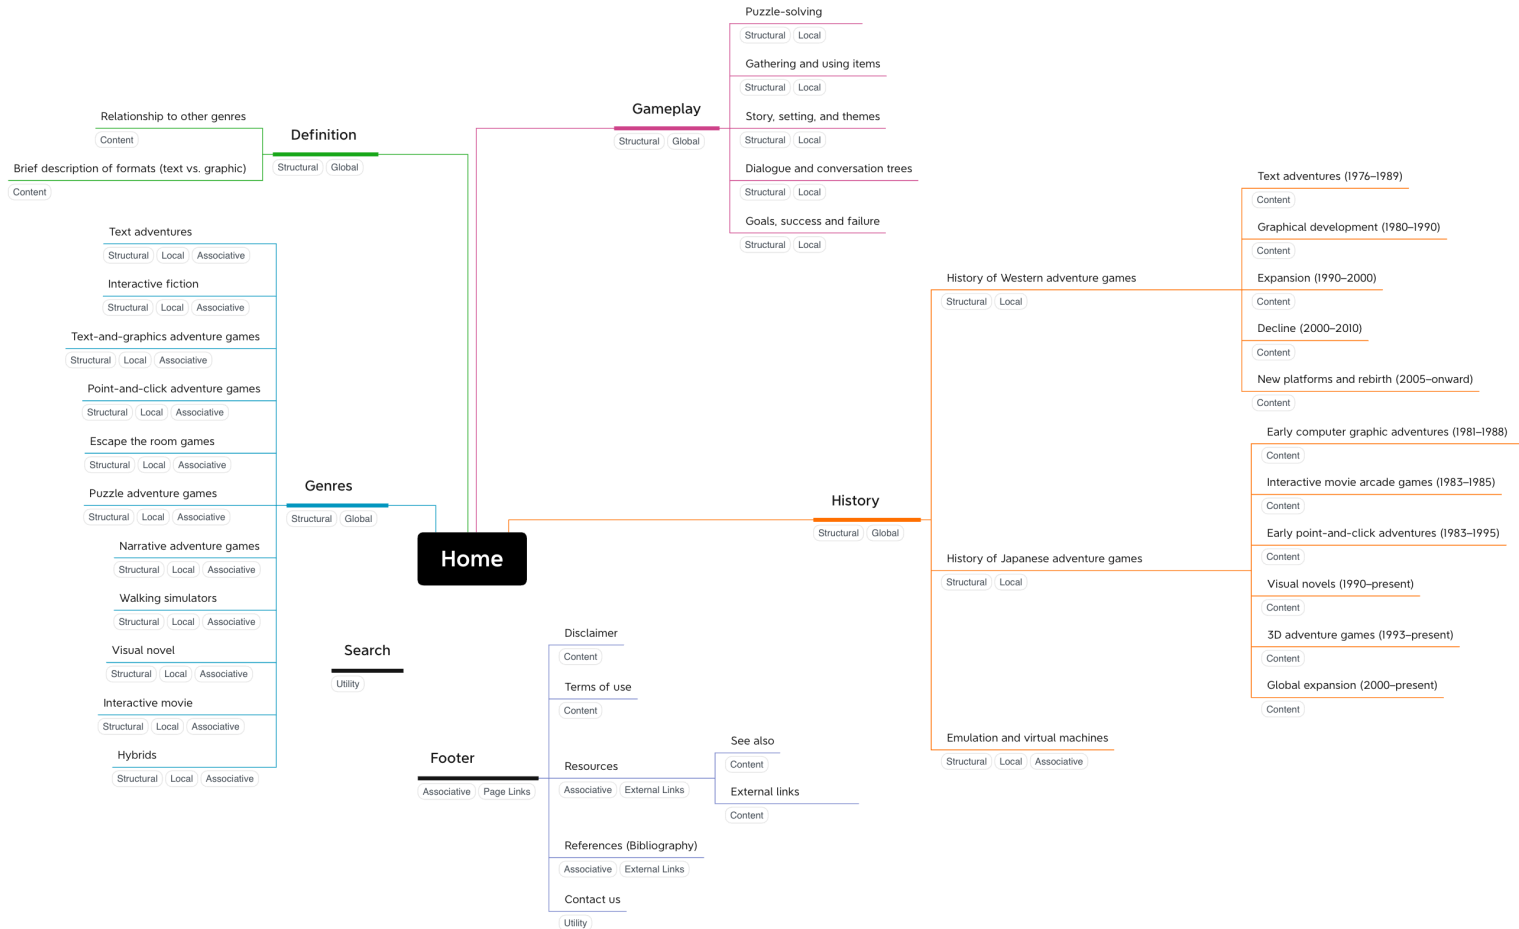 Home
Definition
Structural Global
Relationship to other genres
Content
Brief description of formats (text vs. graphic)
Content
Genres
Structural Global
Text adventures
Structural Local Associative
Interactive fiction
Structural Local Associative
Text-and-graphics adventure games
Structural Local Associative
Point-and-click adventure games
Structural Local Associative
Escape the room games
Structural Local Associative
Puzzle adventure games
Structural Local Associative
Narrative adventure games
Structural Local Associative
Walking simulators
Structural Local Associative
Visual novel
Structural Local Associative
Interactive movie
Structural Local Associative
Hybrids
Structural Local Associative
Gameplay
Structural Global
Puzzle-solving
Structural Local
Gathering and using items
Structural Local
Story, setting, and themes
Structural Local
Dialogue and conversation trees
Structural Local
Goals, success and failure
Structural Local
History
Structural Global
History of Western adventure games
Structural Local
Text adventures (1976–1989)
Content
Graphical development (1980–1990)
Content
Expansion (1990–2000)
Content
Decline (2000–2010)
Content
New platforms and rebirth (2005–onward)
Content
History of Japanese adventure games
Structural Local
Early computer graphic adventures (1981–1988)
Content
Interactive movie arcade games (1983–1985)
Content
Early point-and-click adventures (1983–1995)
Content
Visual novels (1990–present)
Content
3D adventure games (1993–present)
Content
Global expansion (2000–present)
Content
Emulation and virtual machines
Structural Local Associative
Search
Utility
Footer
Associative Page Links
Disclaimer
Content
Terms of use
Content
Resources
Associative External Links
See also
Content
External links
Content
References (Bibliography)
Associative External Links
Contact us
Utility